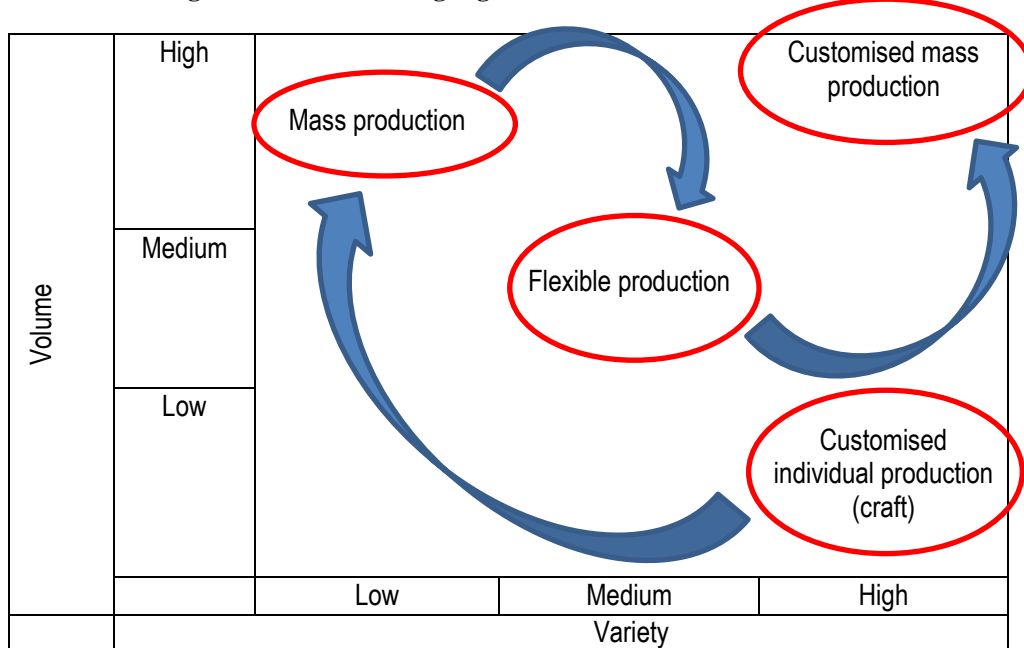 High
Customised mass
production
Mass production
Medium
Flexible production
Volume
Low
Customised
individual production
(craft)
Low
Medium
High
Variety